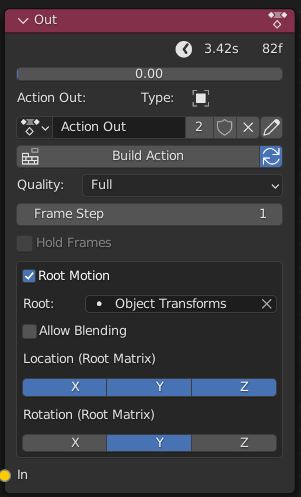 Out
3.42s 82f
0.00
Action Out: Type:
Action Out 2
Build Action
Quality: Full
Frame Step 1
Hold Frames
Root Motion
Root: Object Transforms
Allow Blending
Location (Root Matrix)
X Y Z
Rotation (Root Matrix)
X Y Z
In